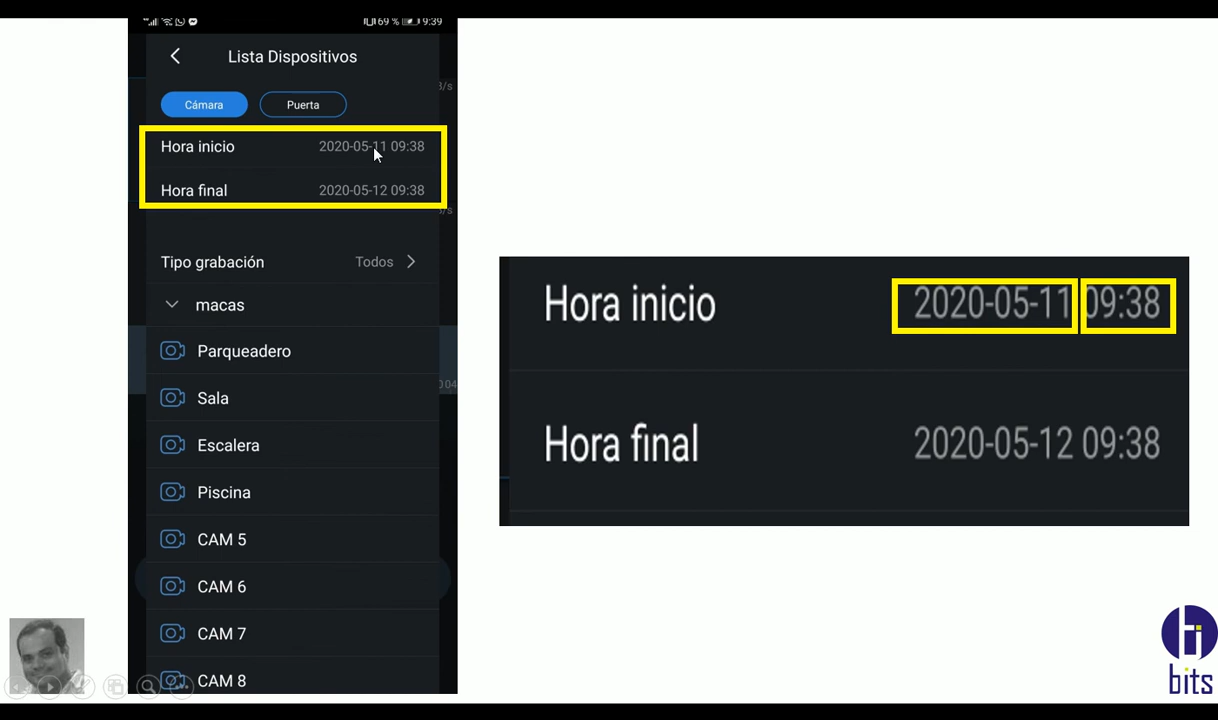 69 % 9:39
Lista Dispositivos
Cámara Puerta
Hora inicio 2020-05-11 09:38
Hora final 2020-05-12 09:38
Tipo grabación Todos
macas
Parqueadero
Sala
Escalera
Piscina
CAM 5
CAM 6
CAM 7
CAM 8
Hora inicio 2020-05-11 09:38
Hora final 2020-05-12 09:38
bits